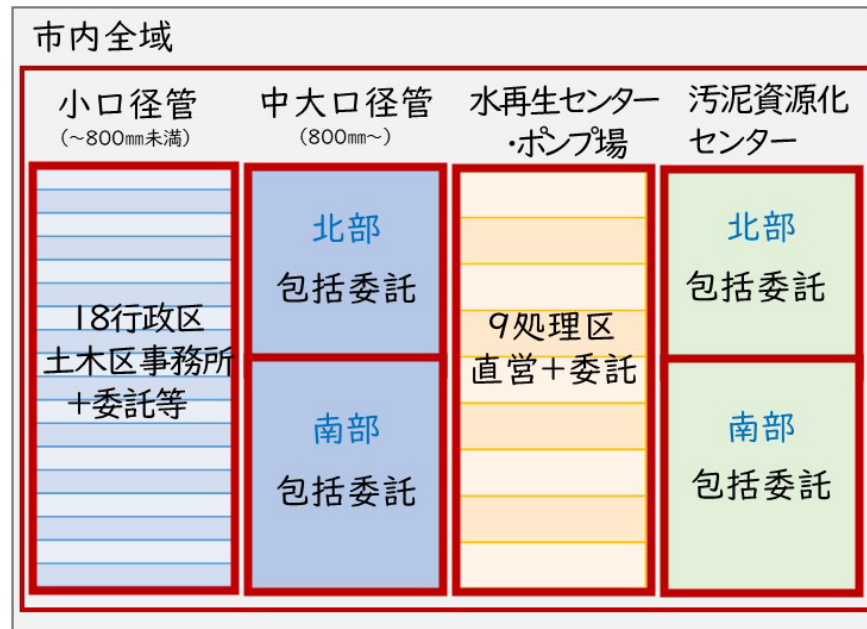 市内全域
小口径管
(～800㎜未満)
中大口径管
(800㎜～)
水再生センター
・ポンプ場
汚泥資源化
センター
18行政区
土木区事務所
＋委託等
北部
包括委託
南部
包括委託
9処理区
直営＋委託
北部
包括委託
南部
包括委託